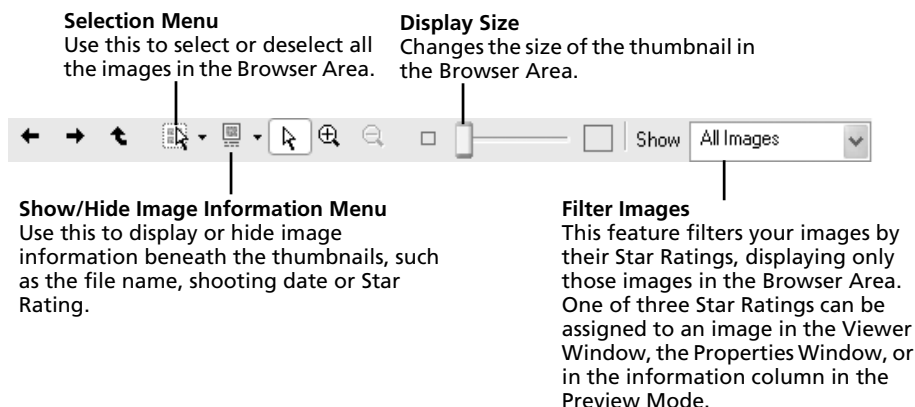 Selection Menu
Use this to select or deselect all
the images in the Browser Area.
Display Size
Changes the size of the thumbnail in
the Browser Area.
Show
All Images
Show/Hide Image Information Menu
Use this to display or hide image
information beneath the thumbnails, such
as the file name, shooting date or Star
Rating.
Filter Images
This feature filters your images by
their Star Ratings, displaying only
those images in the Browser Area.
One of three Star Ratings can be
assigned to an image in the Viewer
Window, the Properties Window, or
in the information column in the
Preview Mode.